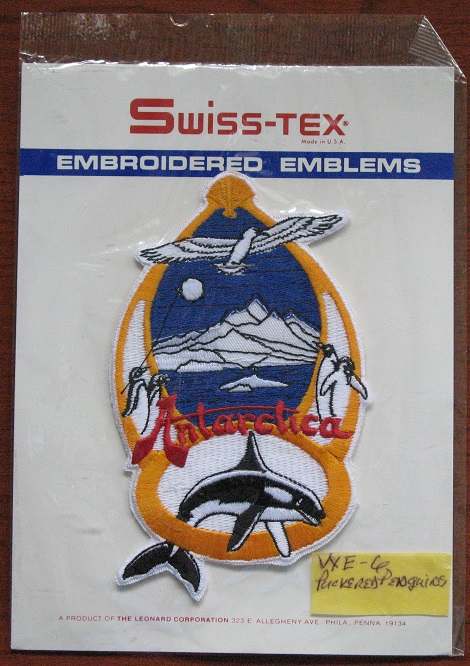 SWISS-TEX®
Made in U.S.A.
EMBROIDERED EMBLEMS
Antarctica
VXE-6
PUCKERED PENGUINS
A PRODUCT OF THE LEONARD CORPORATION 323 E. ALLEGHENY AVE. PHILA., PENNA. 19134